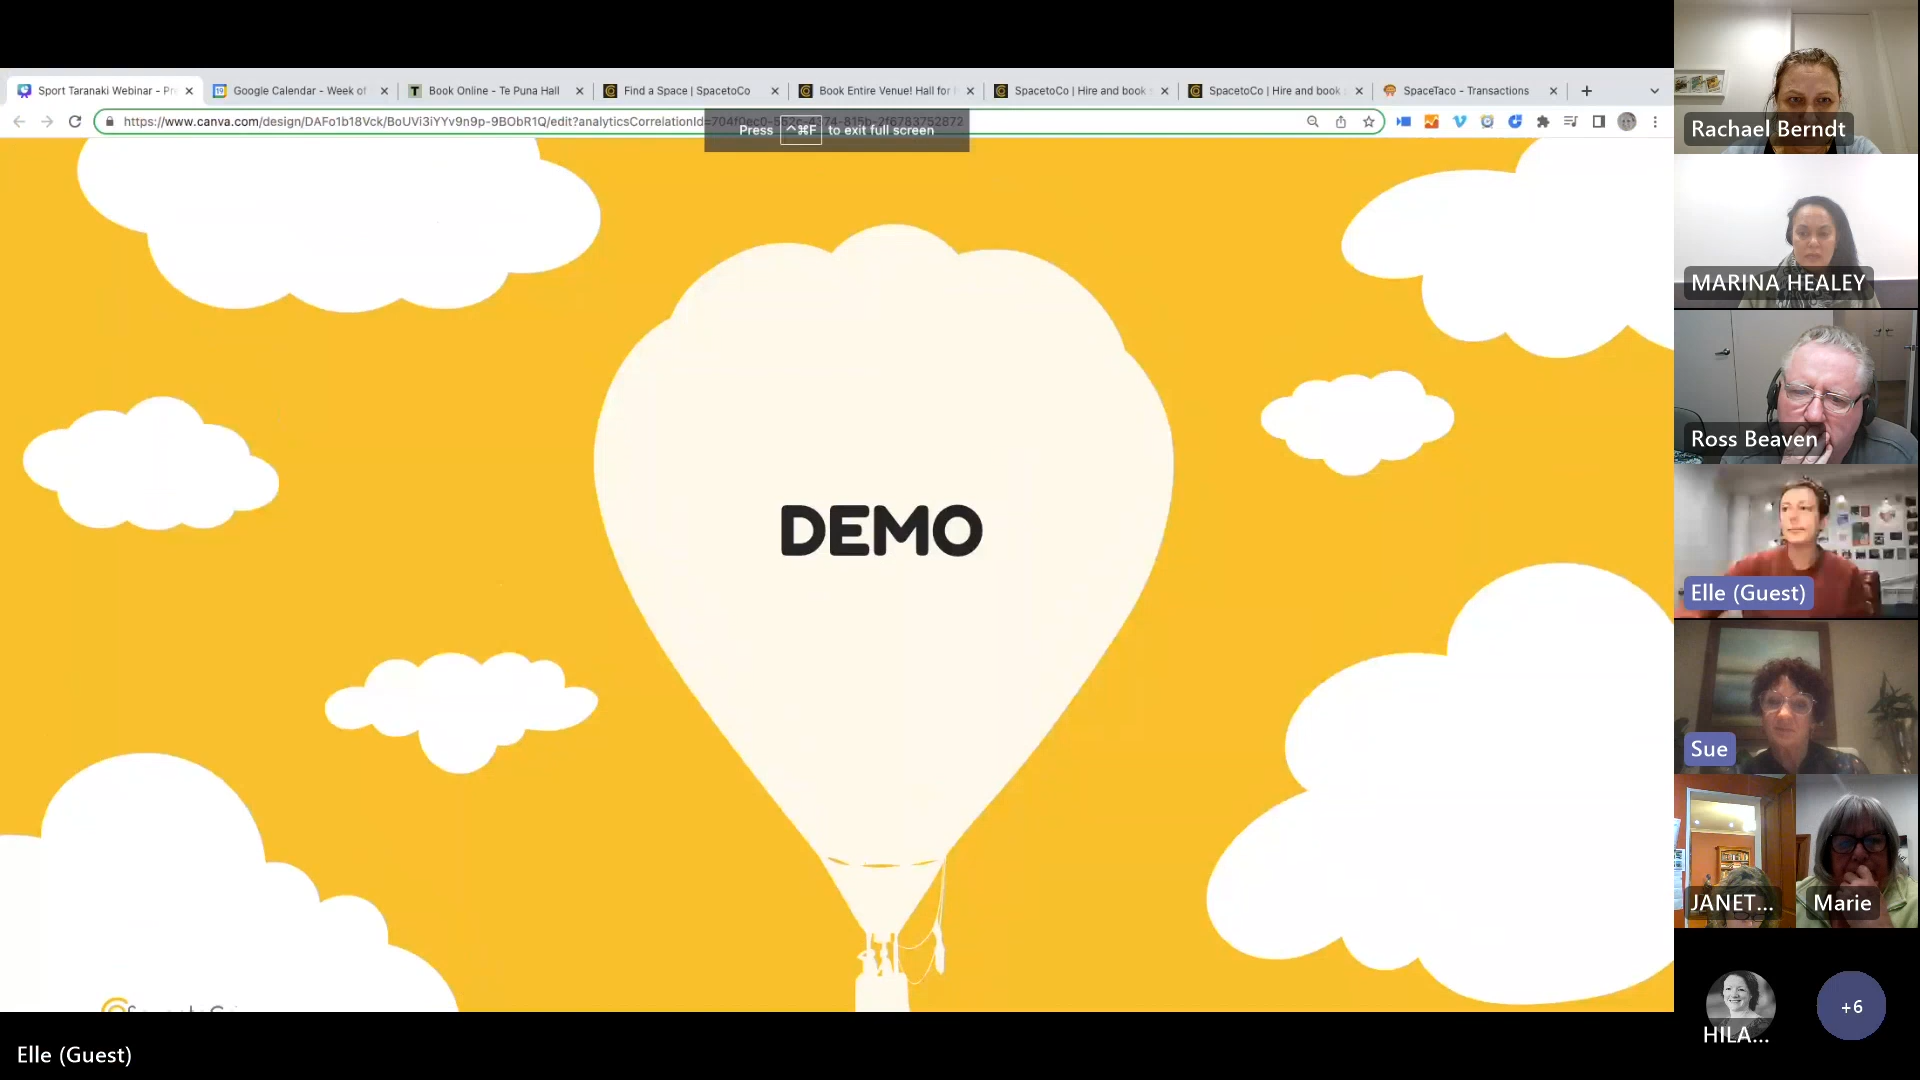 Sport Taranaki Webinar - Pre
Google Calendar - Week of
Book Online - Te Puna Hall
Find a Space | SpacetoCo
Book Entire Venue! Hall for
SpacetoCo | Hire and book
SpacetoCo | Hire and book
SpaceTaco - Transactions
https://www.canva.com/design/DAFo1b18Vck/BoUVi3iYYv9n9p-9BObR1Q/edit?analyticsCorrelationId
Press ^⌘F to exit full screen
DEMO
Rachael Berndt
MARINA HEALEY
Ross Beaven
Elle (Guest)
Sue
JANET...
Marie
HILA...
+6
Elle (Guest)